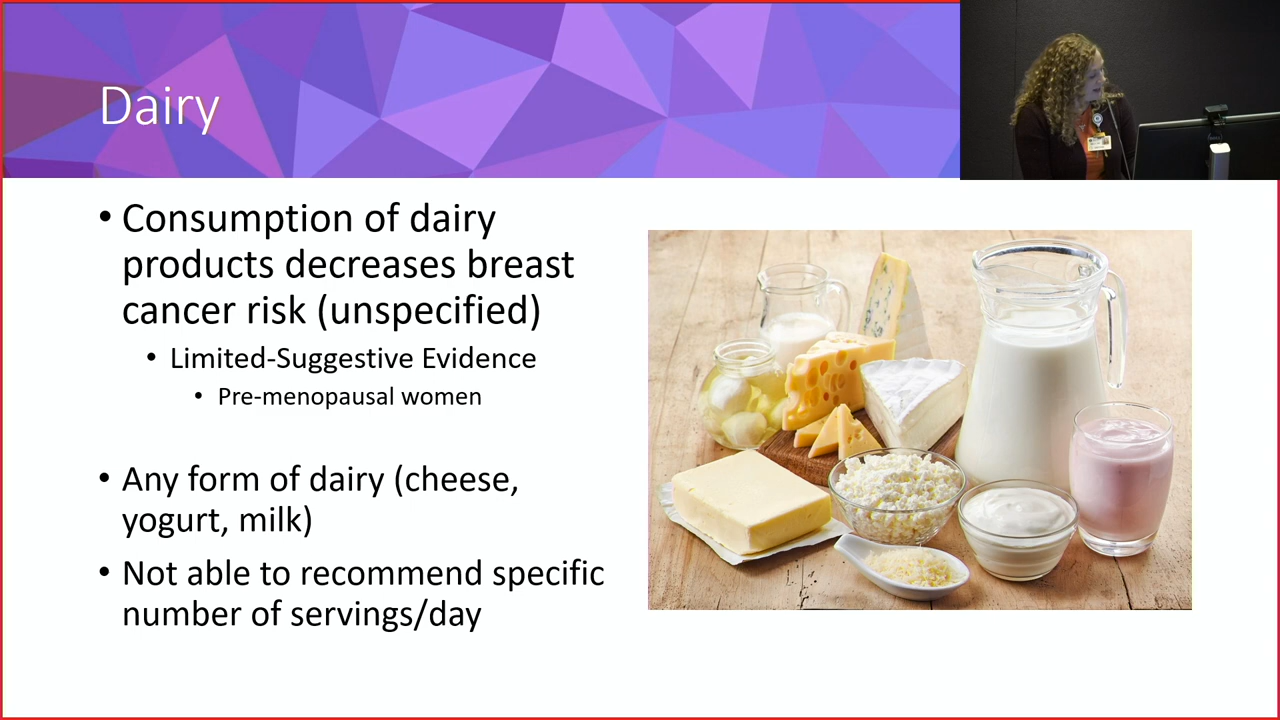 Dairy
• Consumption of dairy
products decreases breast
cancer risk (unspecified)
• Limited-Suggestive Evidence
• Pre-menopausal women
• Any form of dairy (cheese,
yogurt, milk)
• Not able to recommend specific
number of servings/day